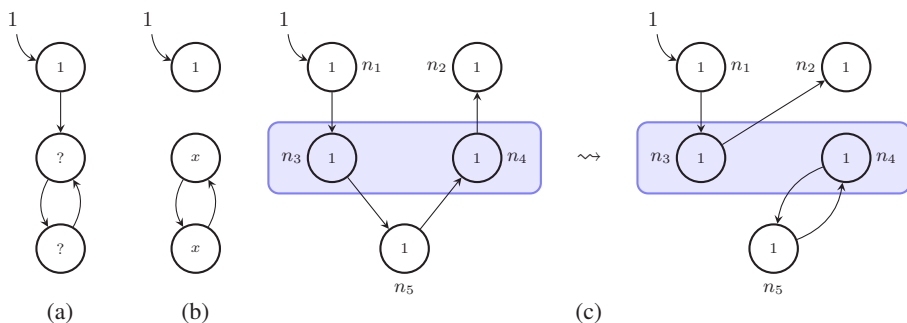 1 1 1 1
1 1 1 n₁ n₂ 1 1 n₁ n₂ 1
? x n₃ 1 1 n₄ ⇝ n₃ 1 1 n₄
? x 1 1
n₅ n₅
(a) (b) (c)